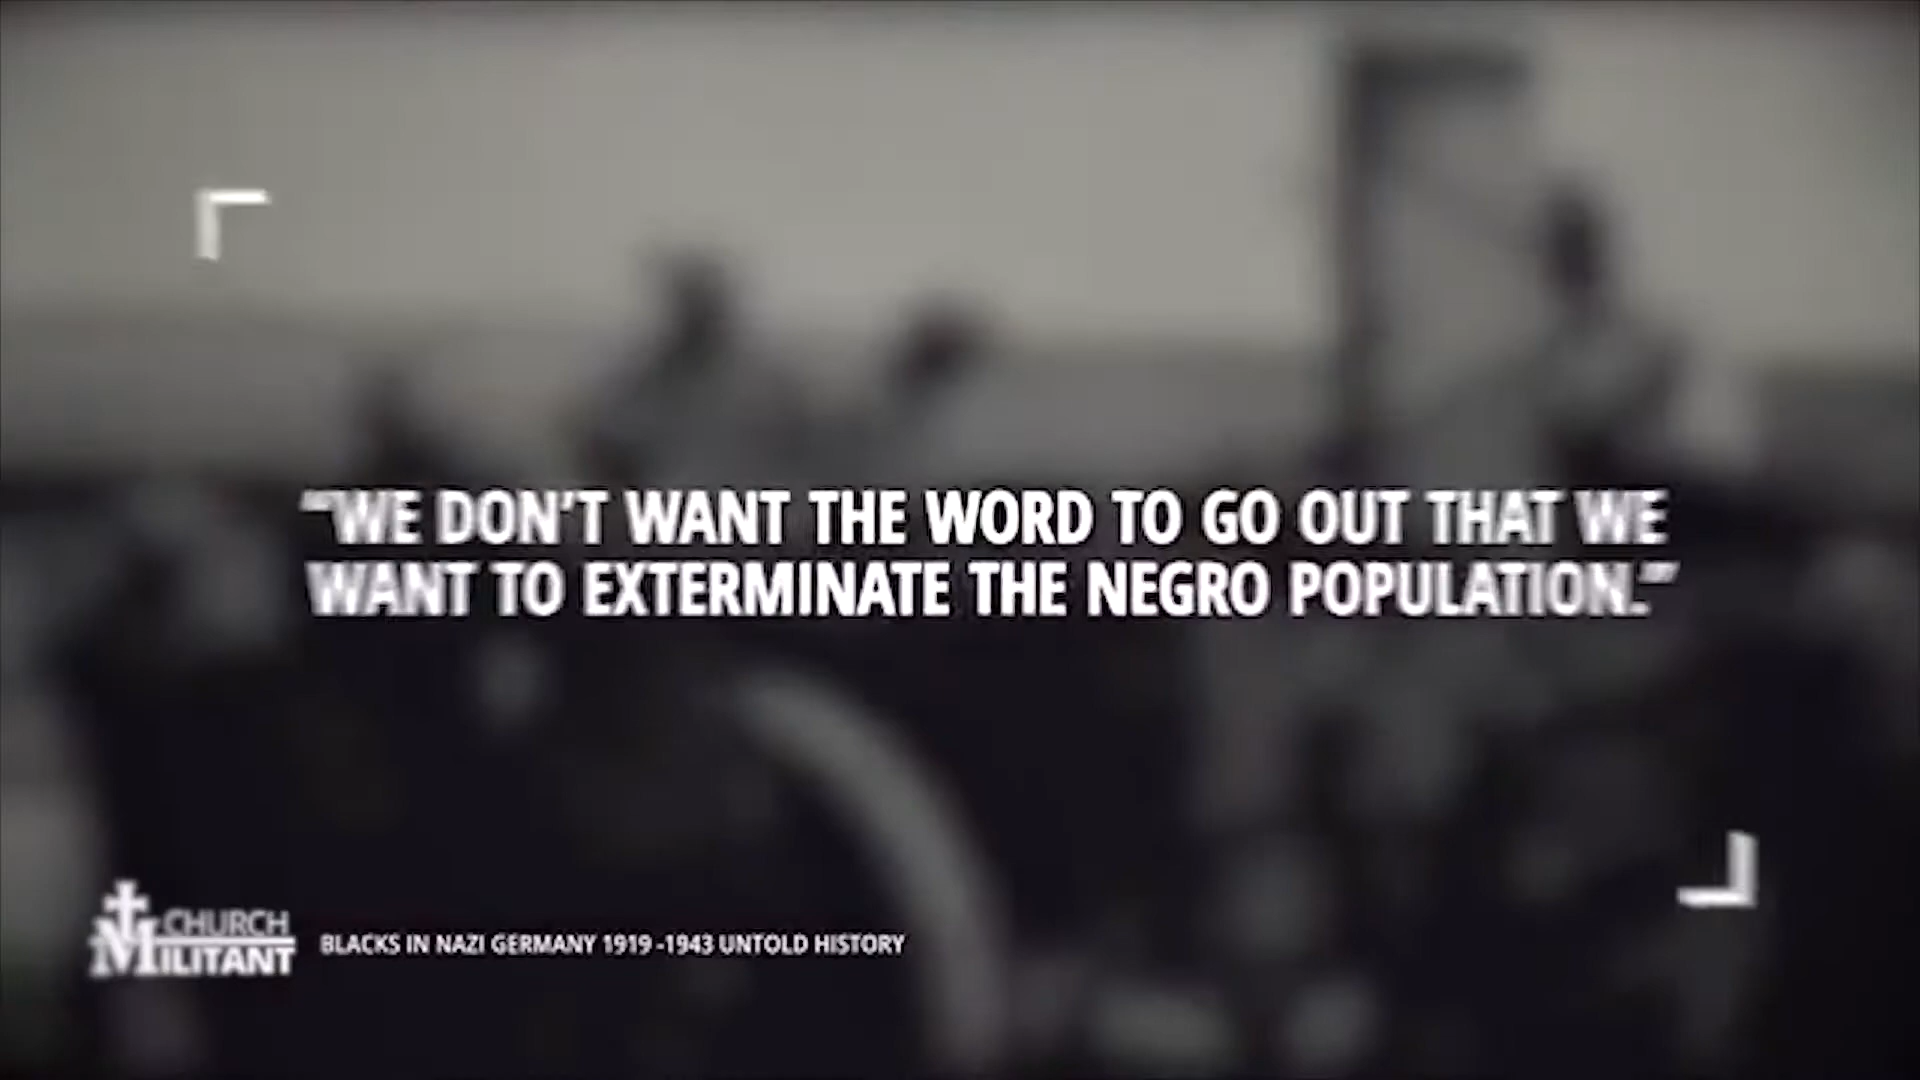 “WE DON’T WANT THE WORD TO GO OUT THAT WE
WANT TO EXTERMINATE THE NEGRO POPULATION.”
CHURCH
MILITANT
BLACKS IN NAZI GERMANY 1919 -1943 UNTOLD HISTORY